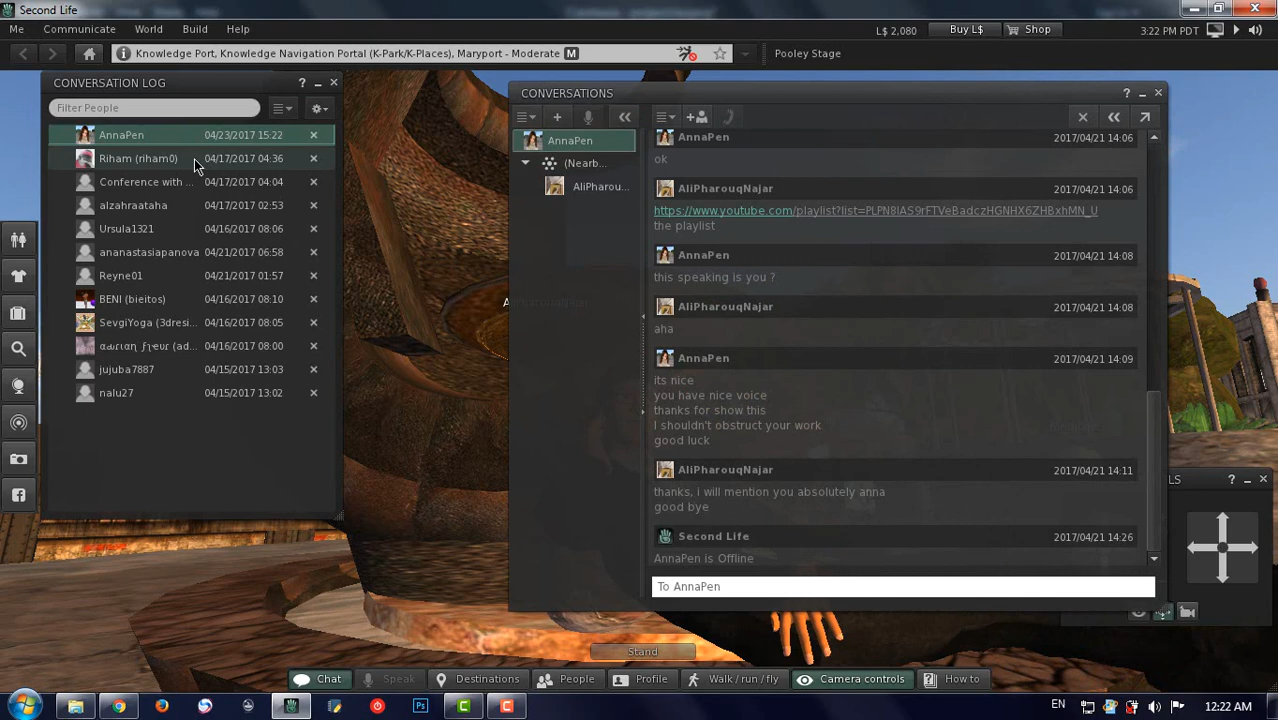 Second Life
Me Communicate World Build Help
L$ 2,080 Buy L$ Shop 3:22 PM PDT
Knowledge Port, Knowledge Navigation Portal (K-Park/K-Places), Maryport - Moderate M
Pooley Stage
CONVERSATION LOG ?
Filter People
AnnaPen 04/23/2017 15:22
Riham (riham0) 04/17/2017 04:36
Conference with ... 04/17/2017 04:04
alzahraataha 04/17/2017 02:53
Ursula1321 04/16/2017 08:06
ananastasiapanova 04/21/2017 06:58
Reyne01 04/21/2017 01:57
BENI (bieitos) 04/16/2017 08:10
SevgiYoga (3dresi... 04/16/2017 08:05
(ad... 04/16/2017 08:00
jujuba7887 04/15/2017 13:03
nalu27 04/15/2017 13:02
CONVERSATIONS ?
AnnaPen
(Nearb...
AliPharou...
AnnaPen 2017/04/21 14:06
ok
AliPharouqNajar 2017/04/21 14:06
https://www.youtube.com/playlist?list=PLPN8IAS9rFTVeBadczHGNHX6ZHBxhMN_U
the playlist
AnnaPen 2017/04/21 14:08
this speaking is you ?
AliPharouqNajar 2017/04/21 14:08
aha
AnnaPen 2017/04/21 14:09
its nice
you have nice voice
thanks for show this
I shouldn't obstruct your work
good luck
AliPharouqNajar 2017/04/21 14:11
thanks, i will mention you absolutely anna
good bye
Second Life 2017/04/21 14:26
AnnaPen is Offline
To AnnaPen
LS ?
Stand
Chat Speak Destinations People Profile Walk / run / fly Camera controls How to
Ps
EN 12:22 AM